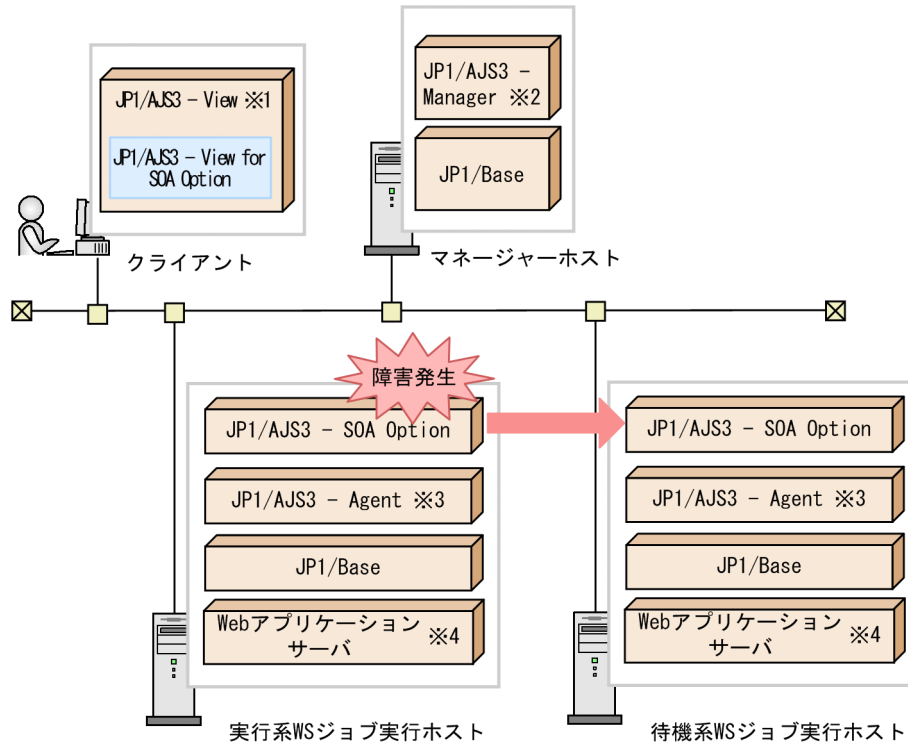 JP1/AJS3 − View ※1
JP1/AJS3 − View for
SOA Option
クライアント
JP1/AJS3 −
Manager ※2
JP1/Base
マネージャーホスト
障害発生
JP1/AJS3 − SOA Option
JP1/AJS3 − Agent ※3
JP1/Base
Webアプリケーション
サーバ ※4
実行系WSジョブ実行ホスト
JP1/AJS3 − SOA Option
JP1/AJS3 − Agent ※3
JP1/Base
Webアプリケーション
サーバ ※4
待機系WSジョブ実行ホスト